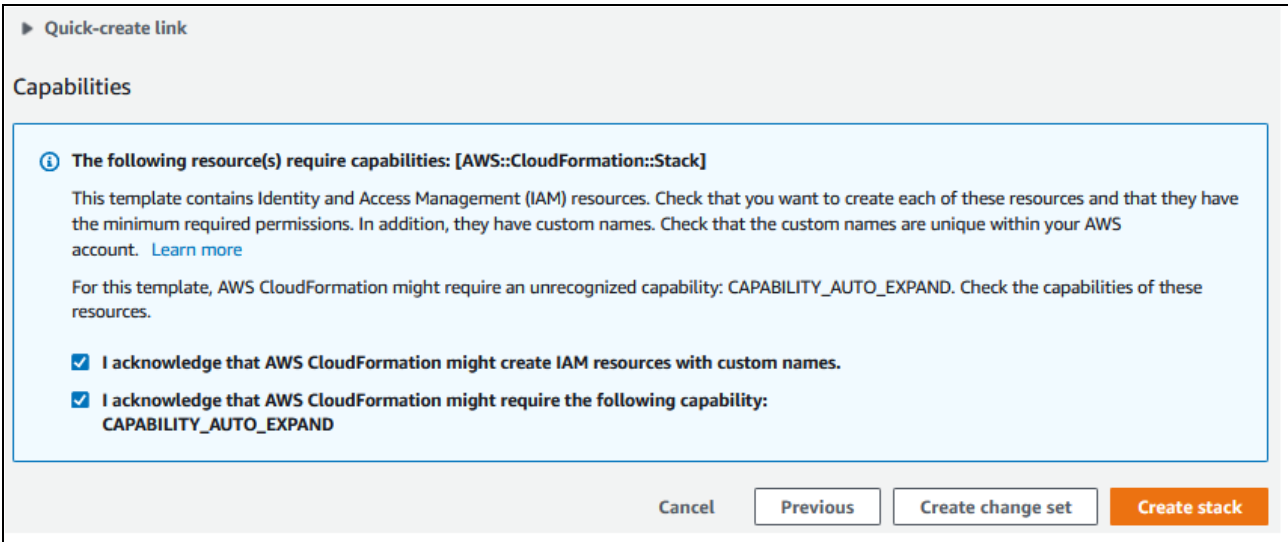 Quick-create link
Capabilities
The following resource(s) require capabilities: [AWS::CloudFormation::Stack]
This template contains Identity and Access Management (IAM) resources. Check that you want to create each of these resources and that they have
the minimum required permissions. In addition, they have custom names. Check that the custom names are unique within your AWS
account. Learn more
For this template, AWS CloudFormation might require an unrecognized capability: CAPABILITY_AUTO_EXPAND. Check the capabilities of these
resources.
I acknowledge that AWS CloudFormation might create IAM resources with custom names.
I acknowledge that AWS CloudFormation might require the following capability:
CAPABILITY_AUTO_EXPAND
Cancel Previous Create change set Create stack